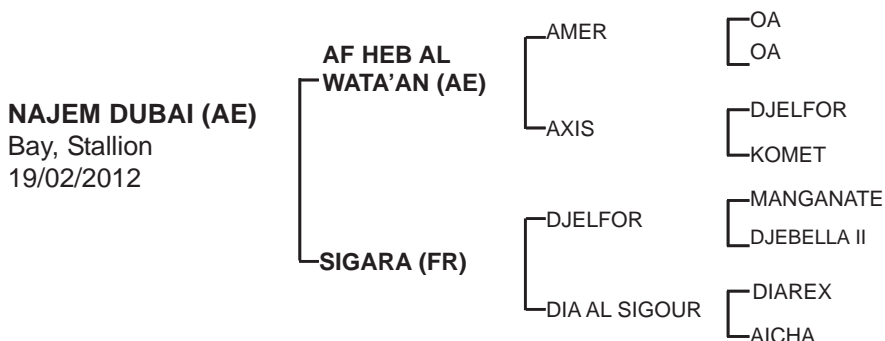 NAJEM DUBAI (AE)
Bay, Stallion
19/02/2012
AF HEB AL
WATA'AN (AE)
SIGARA (FR)
AMER
AXIS
DJELFOR
DIA AL SIGOUR
OA
OA
DJELFOR
KOMET
MANGANATE
DJEBELLA II
DIAREX
AICHA